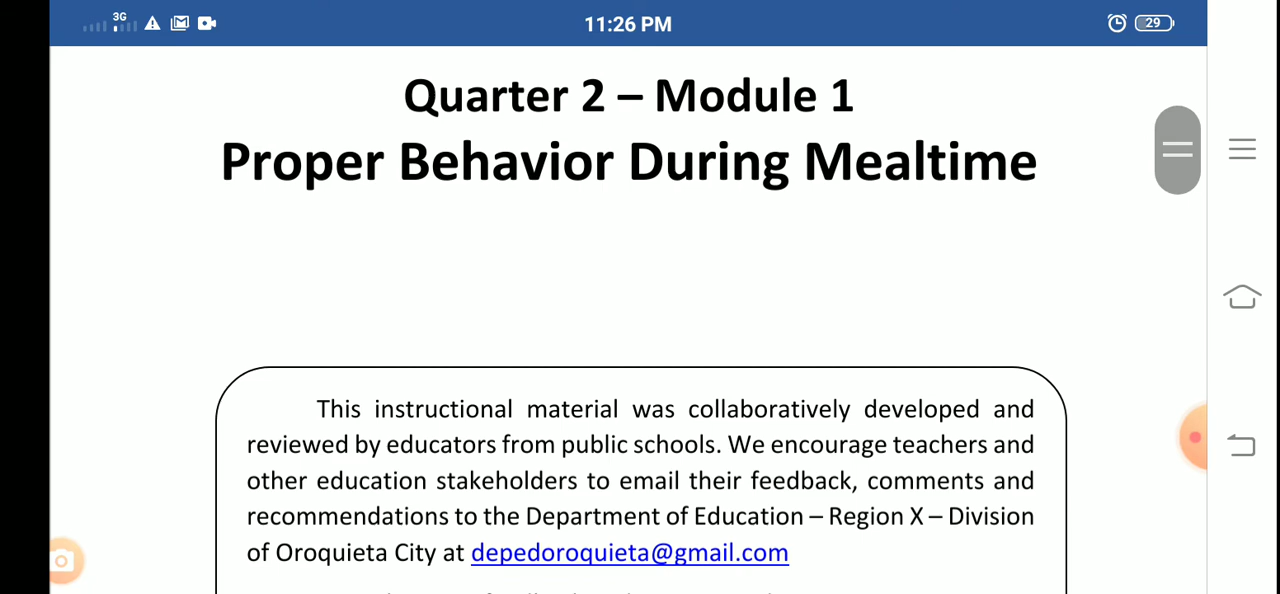 3G
11:26 PM
29
Quarter 2 – Module 1
Proper Behavior During Mealtime
This instructional material was collaboratively developed and
reviewed by educators from public schools. We encourage teachers and
other education stakeholders to email their feedback, comments and
recommendations to the Department of Education – Region X – Division
of Oroquieta City at depedoroquieta@gmail.com